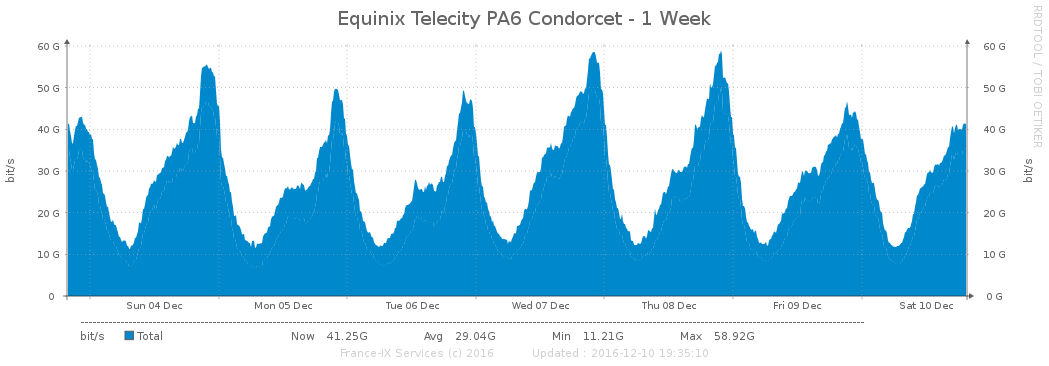 Equinix Telecity PA6 Condorcet - 1 Week
RRDTOOL / TOBI OETIKER
bit/s
60 G
50 G
40 G
30 G
20 G
10 G
0
60 G
50 G
40 G
30 G
20 G
10 G
0 G
bit/s
Sun 04 Dec Mon 05 Dec Tue 06 Dec Wed 07 Dec Thu 08 Dec Fri 09 Dec Sat 10 Dec
bit/s Total Now 41.25G Avg 29.04G Min 11.21G Max 58.92G
France-IX Services (c) 2016 Updated : 2016-12-10 19:35:10